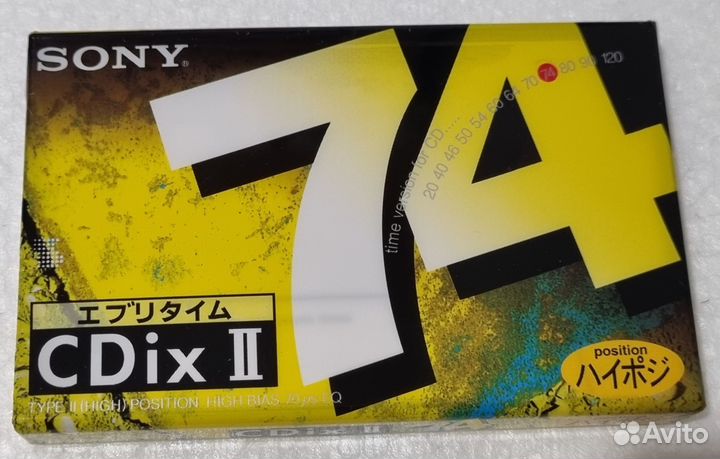 SONY®
74
time version for CD.....
20 40 46 50 54 60 64 70 74 80 90 120
エブリタイム
CDix II
TYPE II (HIGH) POSITION HIGH BIAS 70μs EQ
position
ハイポジ
CDix II 74
Avito